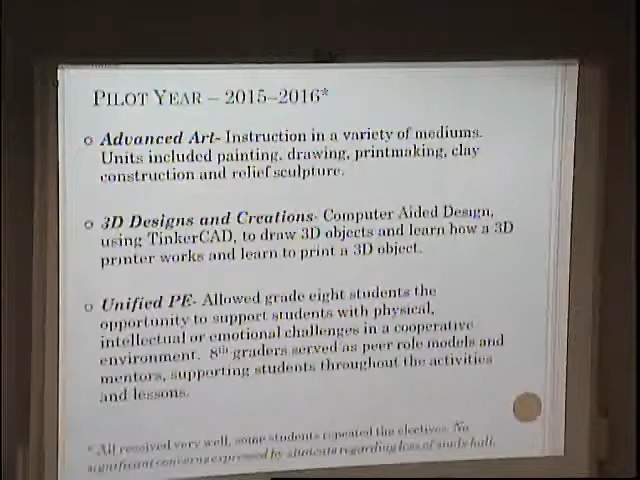 PILOT YEAR – 2015–2016*
Advanced Art- Instruction in a variety of mediums.
Units included painting, drawing, printmaking, clay
construction and relief sculpture.
3D Designs and Creations- Computer Aided Design,
using TinkerCAD, to draw 3D objects and learn how a 3D
printer works and learn to print a 3D object.
Unified PE- Allowed grade eight students the
opportunity to support students with physical,
intellectual or emotional challenges in a cooperative
environment. 8th graders served as peer role models and
mentors, supporting students throughout the activities
and lessons.
* All received very well, some students repeated the electives. No
significant concerns expressed by students regarding loss of study hall.